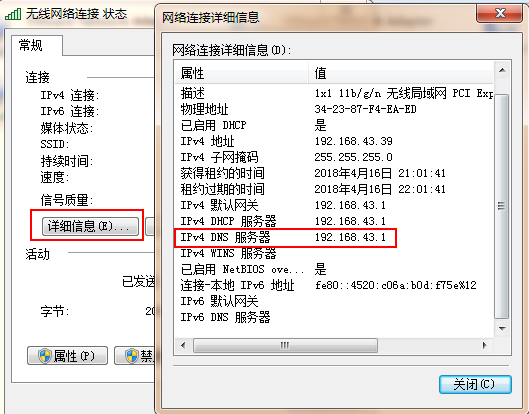 无线网络连接 状态
常规
连接
IPv4 连接:
IPv6 连接:
媒体状态:
SSID:
持续时间:
速度:
信号质量:
详细信息(E)...
活动
已发送
字节:
20
属性(P)
禁
网络连接详细信息
网络连接详细信息(D):
属性 值
描述 1x1 11b/g/n 无线局域网 PCI Exp
物理地址 34-23-87-F4-EA-ED
已启用 DHCP 是
IPv4 地址 192.168.43.39
IPv4 子网掩码 255.255.255.0
获得租约的时间 2018年4月16日 21:01:41
租约过期的时间 2018年4月16日 22:01:41
IPv4 默认网关 192.168.43.1
IPv4 DHCP 服务器 192.168.43.1
IPv4 DNS 服务器 192.168.43.1
IPv4 WINS 服务器
已启用 NetBIOS ove... 是
连接-本地 IPv6 地址 fe80::4520:c06a:b0d:f75e%12
IPv6 默认网关
IPv6 DNS 服务器
关闭(C)